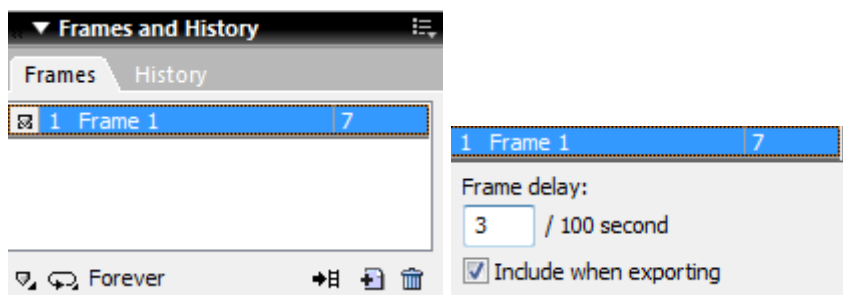 Frames and History
Frames History
1 Frame 1 7
Forever
1 Frame 1 7
Frame delay:
3 / 100 second
Include when exporting